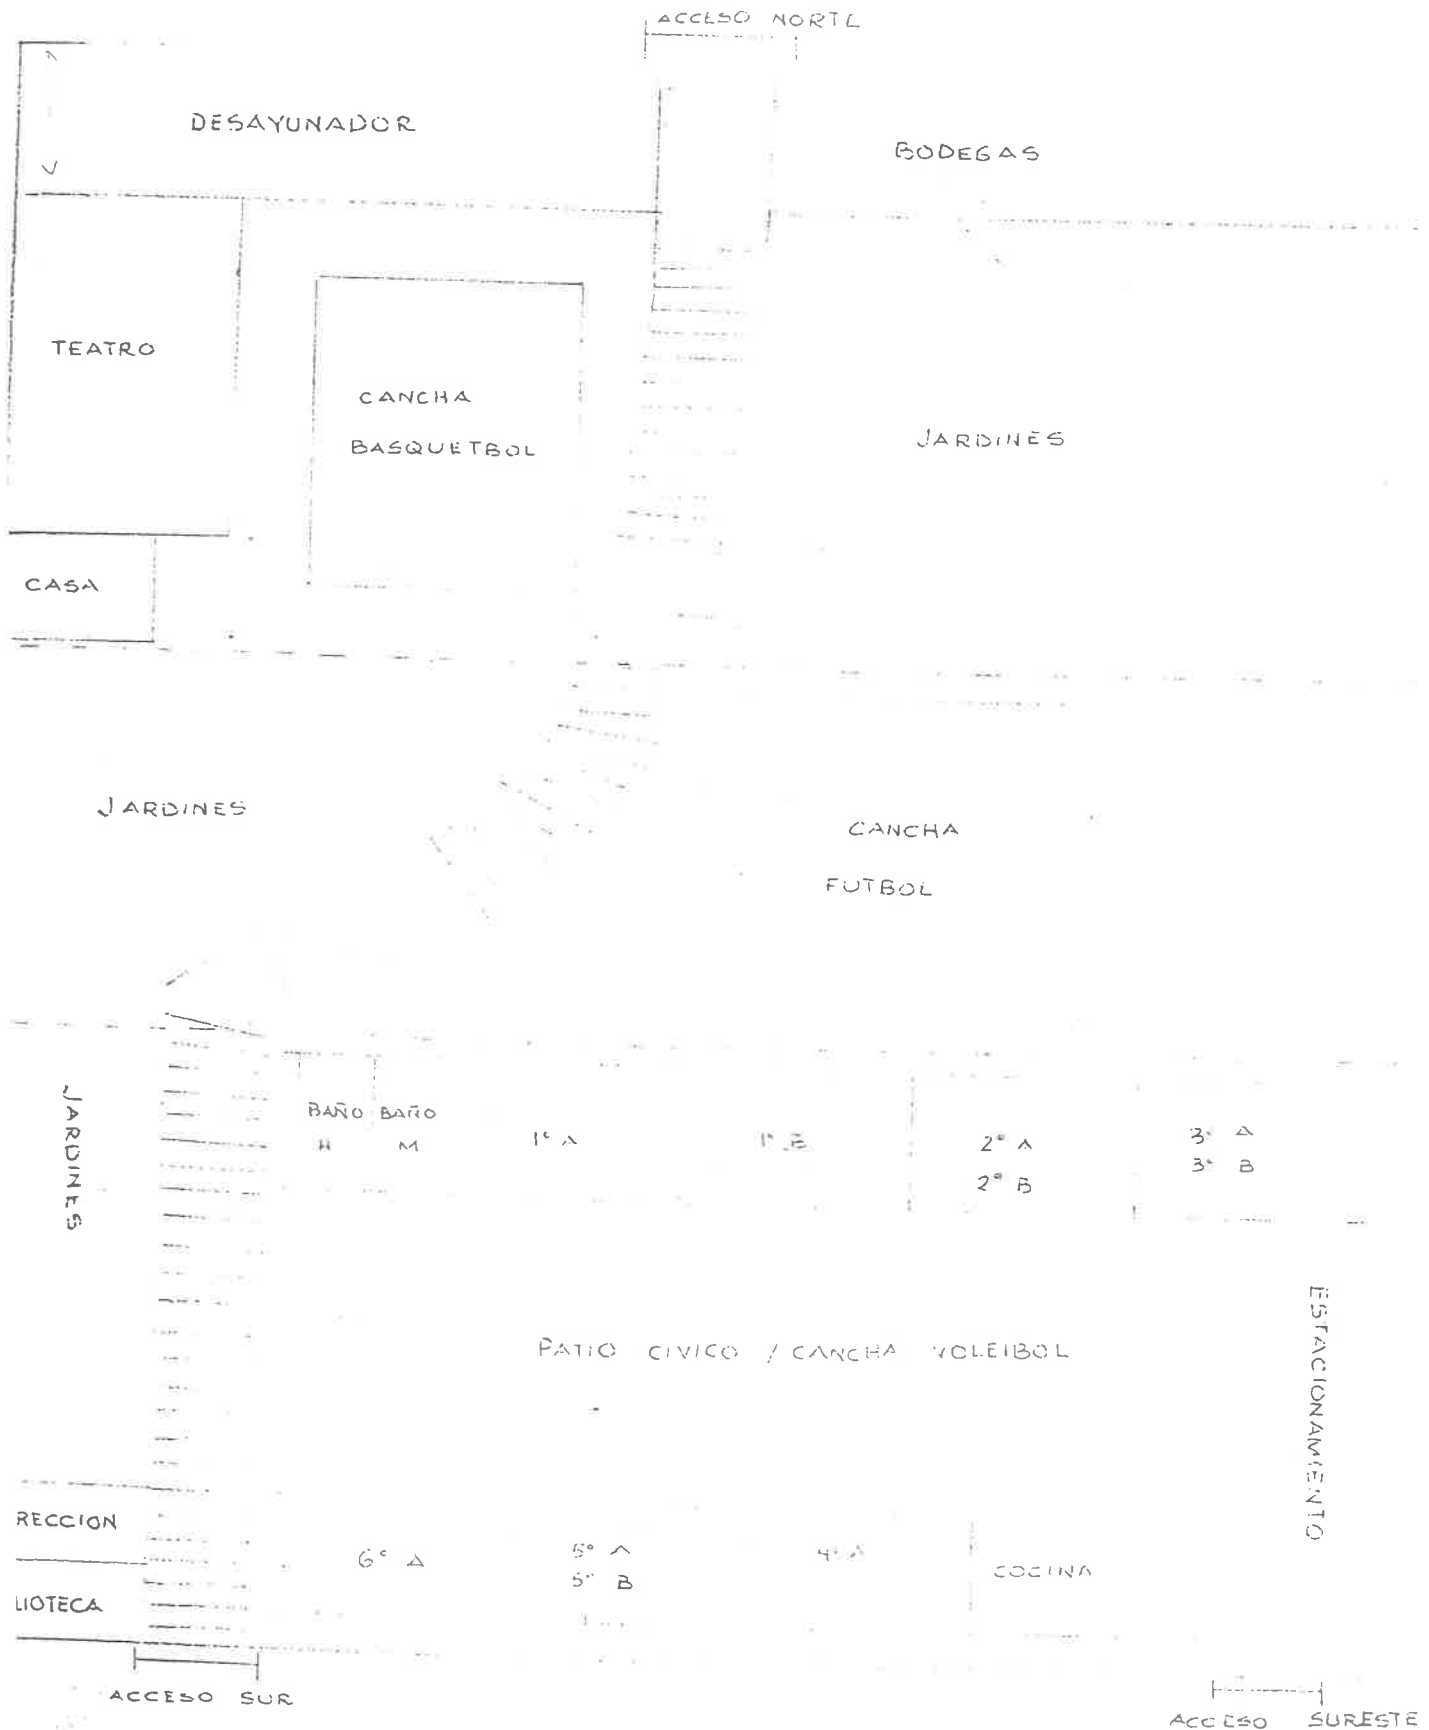 ACCESO NORTE
DESAYUNADOR
BODEGAS
TEATRO
CANCHA
BASQUETBOL
JARDINES
CASA
JARDINES
CANCHA
FUTBOL
JARDINES
BAÑO BAÑO
H M
1° A
1° B
2° A
2° B
3° A
3° B
PATIO CIVICO / CANCHA VOLEIBOL
ESTACIONAMIENTO
RECCION
LIOTECA
6° A
5° A
5° B
4° A
COCINA
ACCESO SUR
ACCESO SURESTE